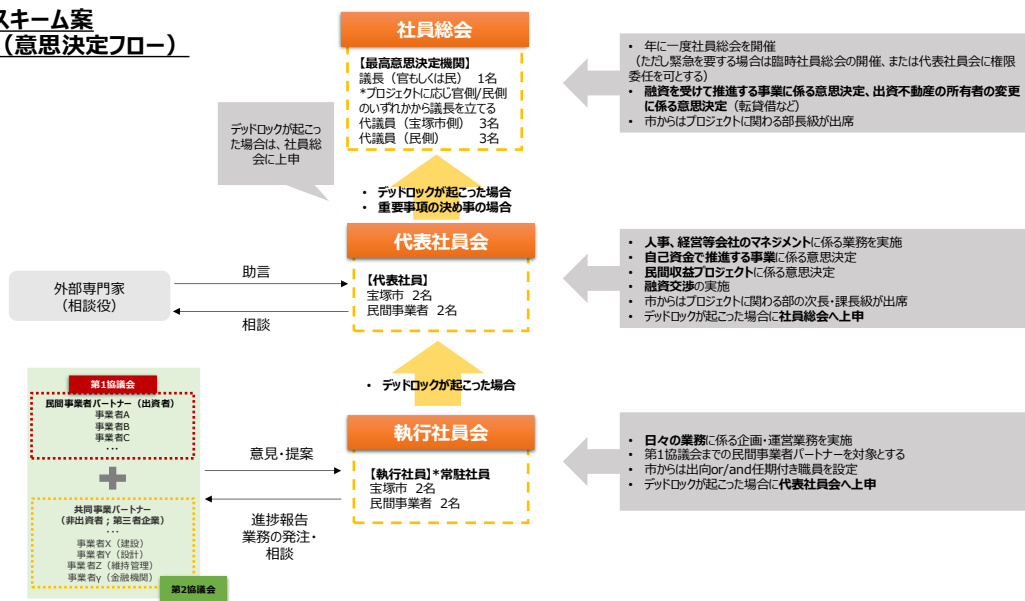 スキーム案
（意思決定フロー）
社員総会
【最高意思決定機関】
議長（官もしくは民） 1名
*プロジェクトに応じ官側/民側
のいずれかから議長を立てる
代議員（宝塚市側） 3名
代議員（民側） 3名
・ 年に一度社員総会を開催
（ただし緊急を要する場合は臨時社員総会の開催、または代表社員会に権限
委任を可とする）
・ 融資を受けて推進する事業に係る意思決定、出資不動産の所有者の変更
に係る意思決定（転貸借など）
・ 市からはプロジェクトに関わる部長級が出席
デッドロックが起こっ
た場合は、社員総
会に上申
・ デッドロックが起こった場合
・ 重要事項の決め事の場合
代表社員会
【代表社員】
宝塚市 2名
民間事業者 2名
・ 人事、経営等会社のマネジメントに係る業務を実施
・ 自己資金で推進する事業に係る意思決定
・ 民間収益プロジェクトに係る意思決定
・ 融資交渉の実施
・ 市からはプロジェクトに関わる部の次長・課長級が出席
・ デッドロックが起こった場合に社員総会へ上申
外部専門家
（相談役）
助言
相談
・ デッドロックが起こった場合
執行社員会
【執行社員】*常駐社員
宝塚市 2名
民間事業者 2名
・ 日々の業務に係る企画・運営業務を実施
・ 第1協議会までの民間事業者パートナーを対象とする
・ 市からは出向or/and任期付き職員を設定
・ デッドロックが起こった場合に代表社員会へ上申
第1協議会
民間事業者パートナー（出資者）
事業者A
事業者B
事業者C
…
意見・提案
進捗報告
業務の発注・
相談
共同事業パートナー
（非出資者；第三者企業）
…
事業者X（建設）
事業者Y（設計）
事業者Z（維持管理）
事業者γ（金融機関）
第2協議会